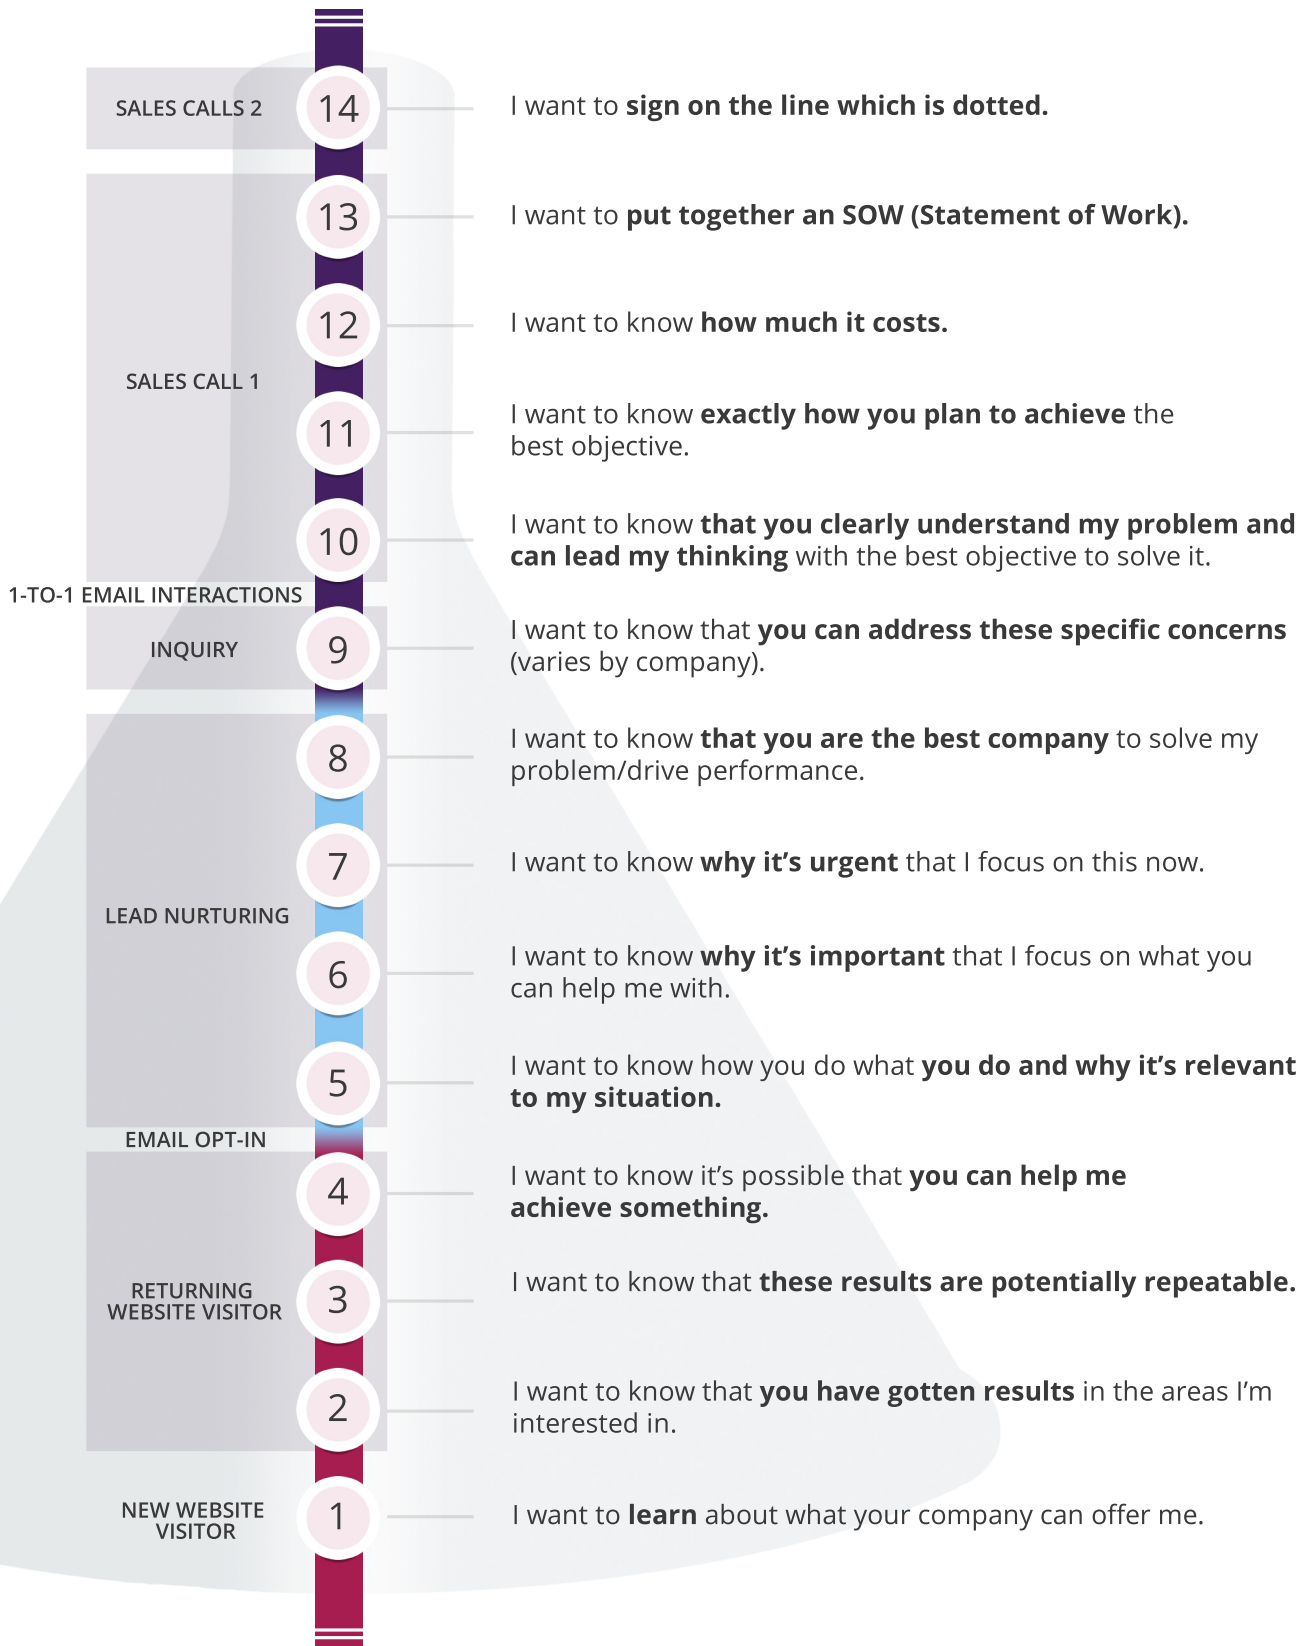 SALES CALLS 2
14
I want to sign on the line which is dotted.
13
I want to put together an SOW (Statement of Work).
12
I want to know how much it costs.
SALES CALL 1
11
I want to know exactly how you plan to achieve the
best objective.
10
I want to know that you clearly understand my problem and
can lead my thinking with the best objective to solve it.
1-TO-1 EMAIL INTERACTIONS
INQUIRY
9
I want to know that you can address these specific concerns
(varies by company).
8
I want to know that you are the best company to solve my
problem/drive performance.
7
I want to know why it’s urgent that I focus on this now.
LEAD NURTURING
6
I want to know why it’s important that I focus on what you
can help me with.
5
I want to know how you do what you do and why it’s relevant
to my situation.
EMAIL OPT-IN
4
I want to know it’s possible that you can help me
achieve something.
RETURNING
WEBSITE VISITOR
3
I want to know that these results are potentially repeatable.
2
I want to know that you have gotten results in the areas I’m
interested in.
NEW WEBSITE
VISITOR
1
I want to learn about what your company can offer me.